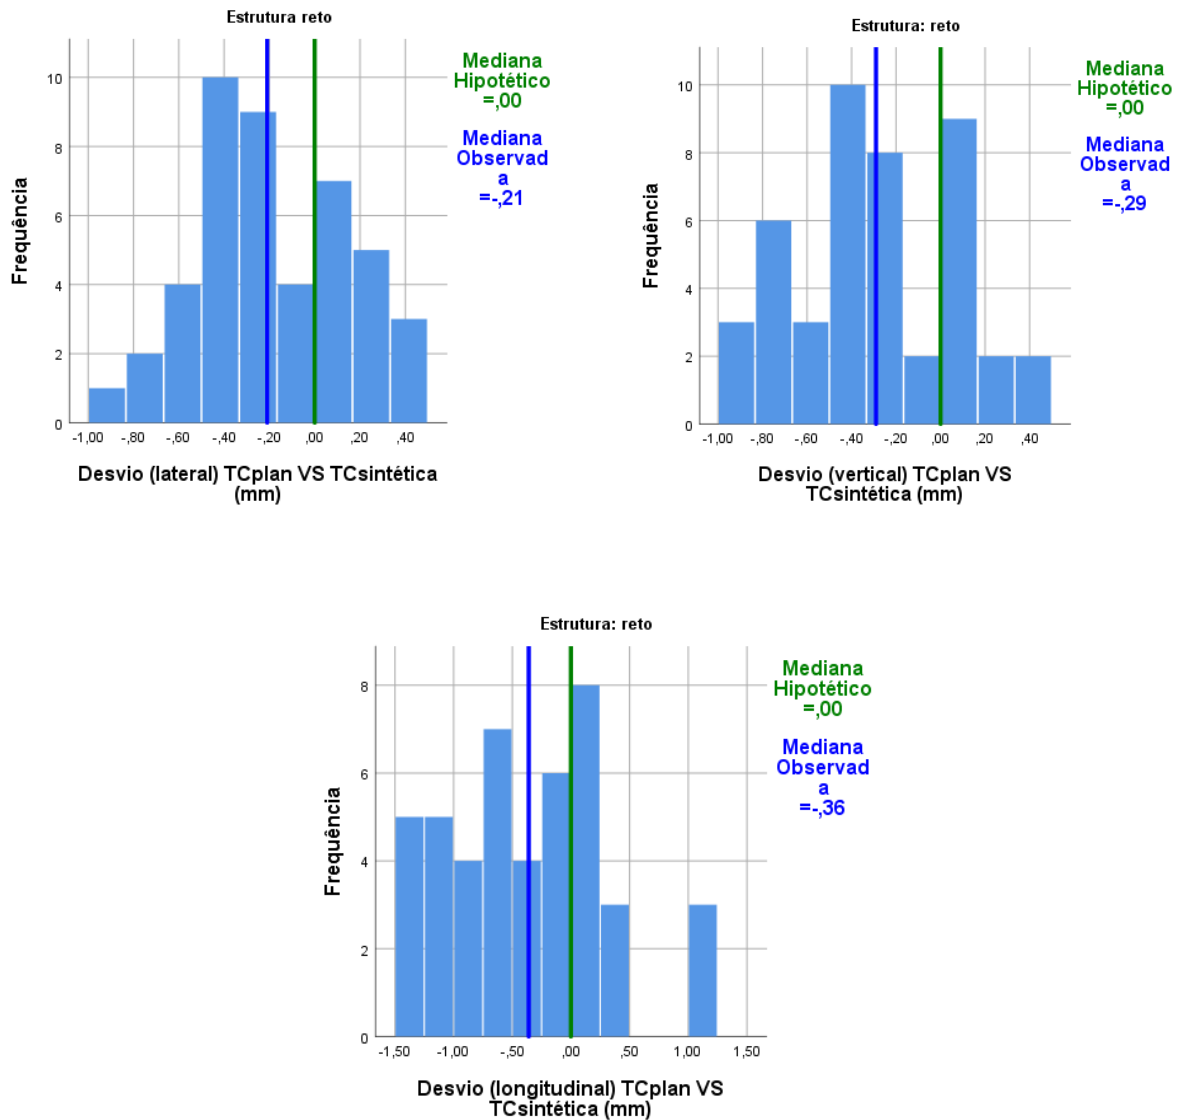 Estrutura reto
Mediana
Hipotético
=,00
Mediana
Observad
a
=-,21
Frequência
10
8
6
4
2
0
-1,00 -,80 -,60 -,40 -,20 ,00 ,20 ,40
Desvio (lateral) TCplan VS TCsintética
(mm)
Estrutura: reto
Mediana
Hipotético
=,00
Mediana
Observad
a
=-,29
Frequência
10
8
6
4
2
0
-1,00 -,80 -,60 -,40 -,20 ,00 ,20 ,40
Desvio (vertical) TCplan VS
TCsintética (mm)
Estrutura: reto
Mediana
Hipotético
=,00
Mediana
Observad
a
=-,36
Frequência
8
6
4
2
0
-1,50 -1,00 -,50 ,00 ,50 1,00 1,50
Desvio (longitudinal) TCplan VS
TCsintética (mm)